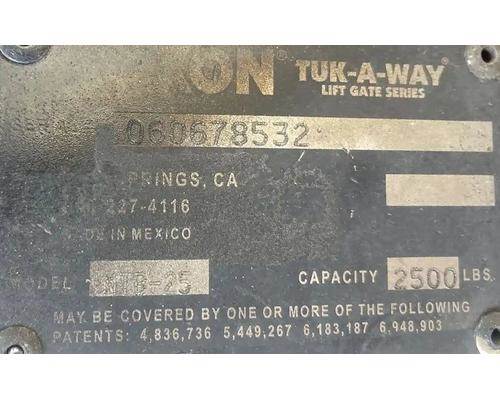 TUK-A-WAY
LIFT GATE SERIES
060678532
PRINGS, CA
227-4116
IN MEXICO
MODEL
CAPACITY 2500 LBS.
MAY BE COVERED BY ONE OR MORE OF THE FOLLOWING
PATENTS: 4,836,736 5,449,267 6,183,187 6,948,903